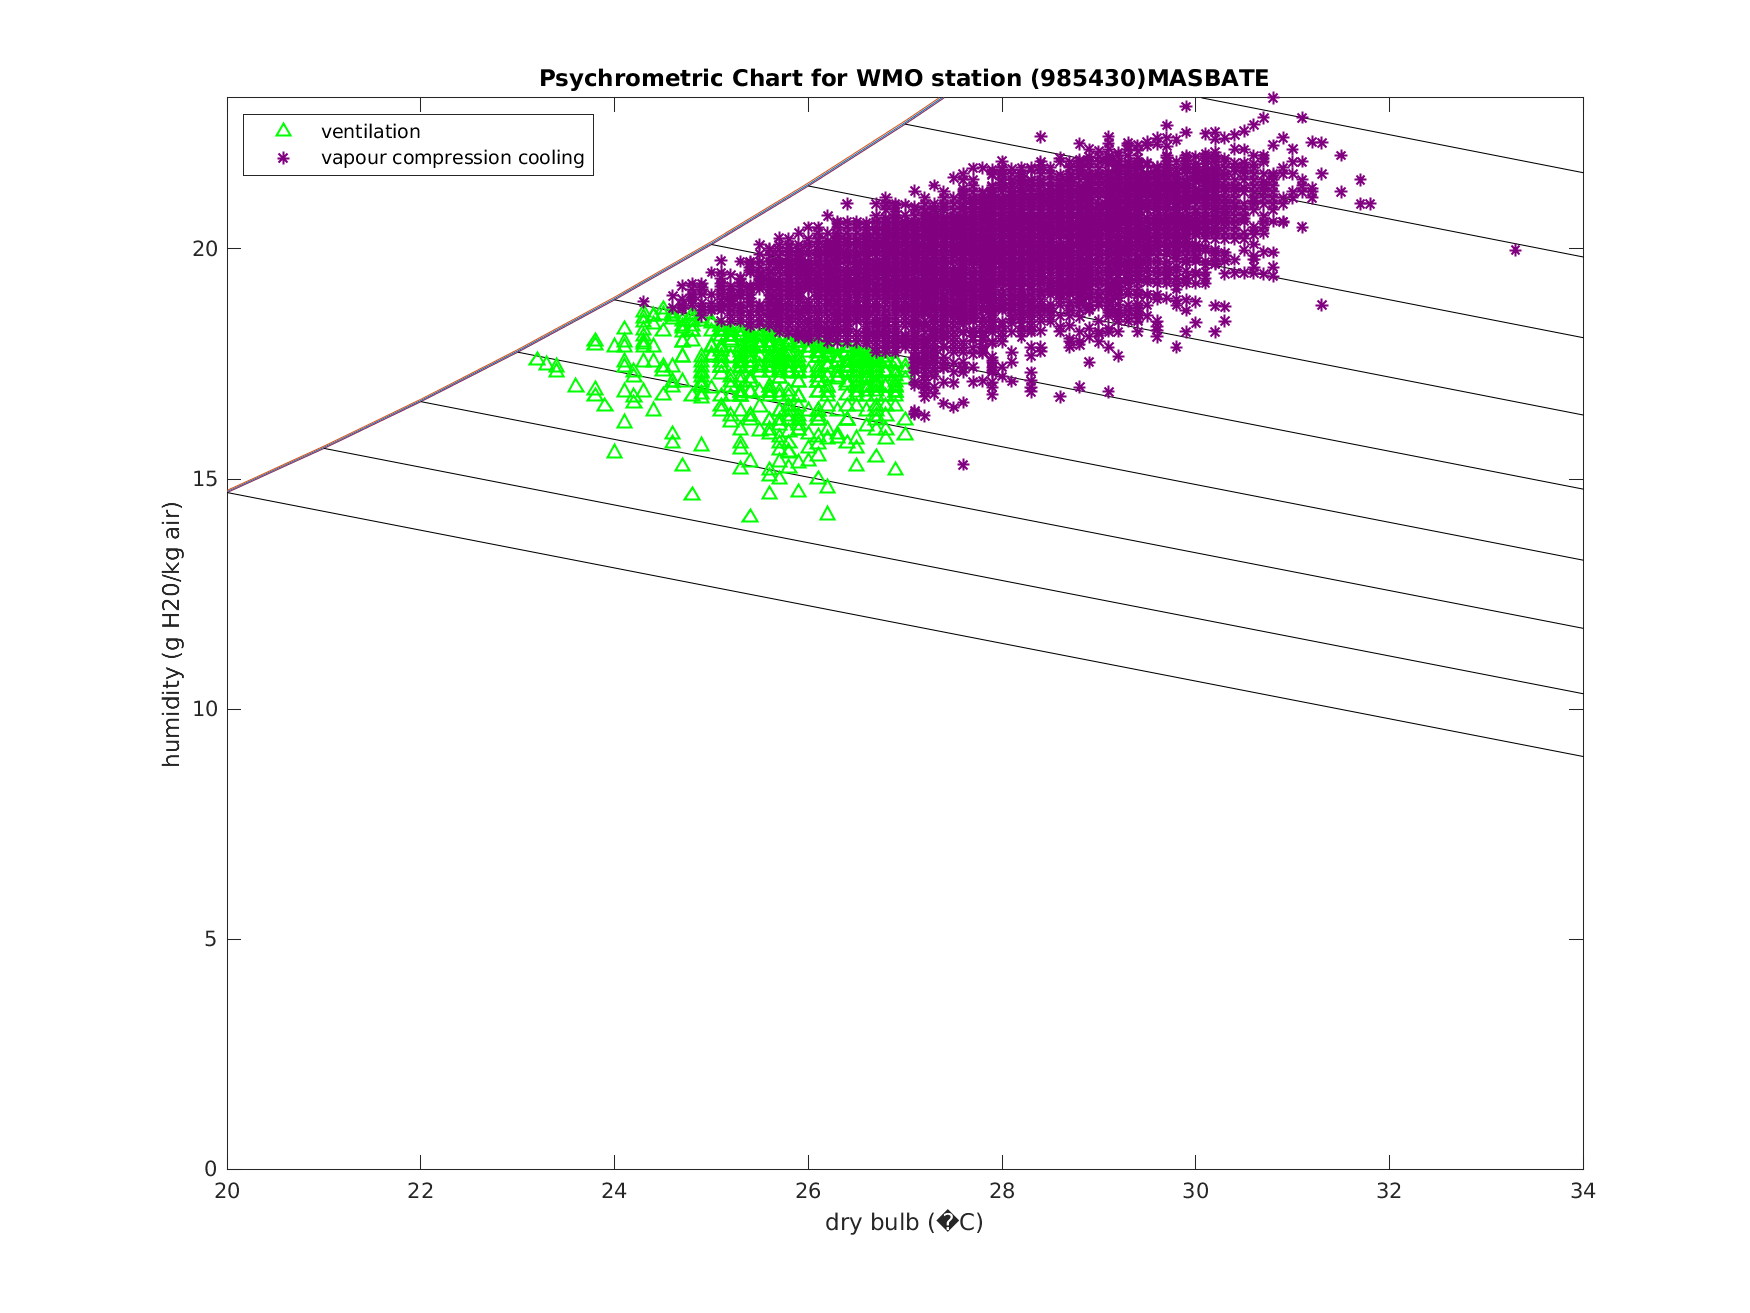 Psychrometric Chart for WMO station (985430)MASBATE
ventilation
vapour compression cooling
humidity (g H20/kg air)
20
15
10
5
0
20 22 24 26 28 30 32 34
dry bulb (�C)